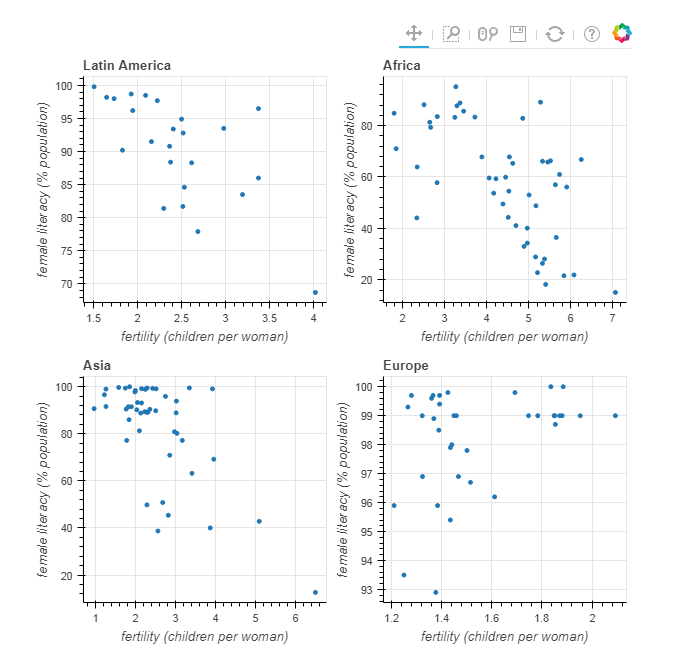 Latin America
female literacy (% population)
100
95
90
85
80
75
70
1.5 2 2.5 3 3.5 4
fertility (children per woman)
Africa
female literacy (% population)
80
60
40
20
2 3 4 5 6 7
fertility (children per woman)
Asia
female literacy (% population)
100
80
60
40
20
1 2 3 4 5 6
fertility (children per woman)
Europe
female literacy (% population)
100
99
98
97
96
95
94
93
1.2 1.4 1.6 1.8 2
fertility (children per woman)